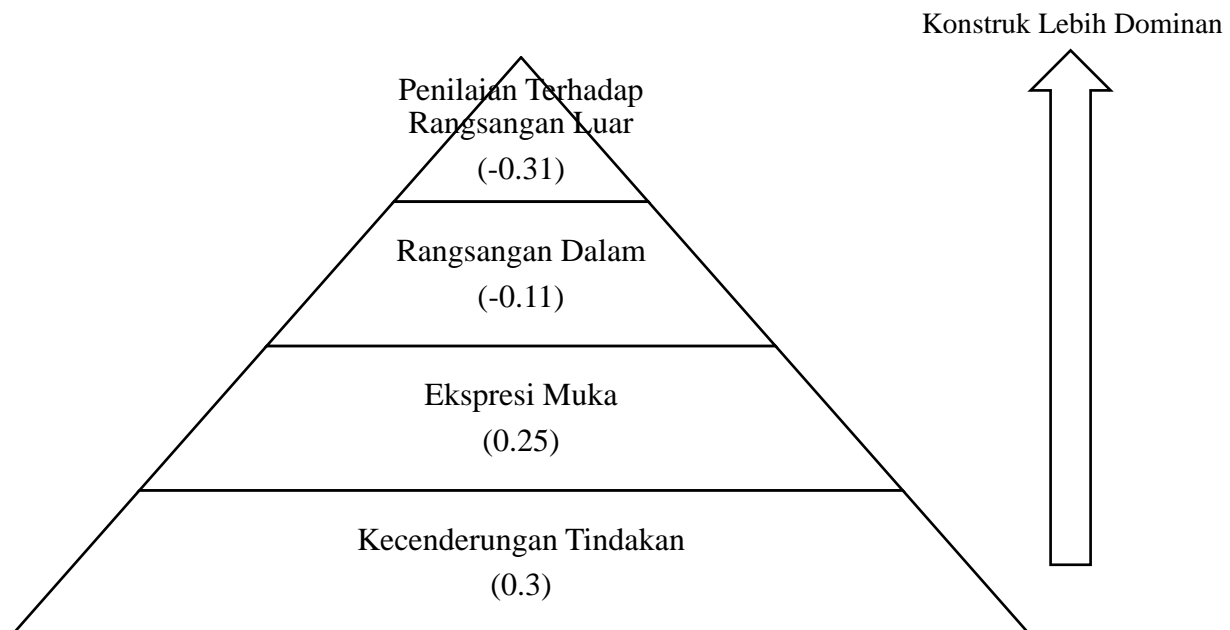 Konstruk Lebih Dominan
Penilaian Terhadap
Rangsangan Luar
(-0.31)
Rangsangan Dalam
(-0.11)
Ekspresi Muka
(0.25)
Kecenderungan Tindakan
(0.3)